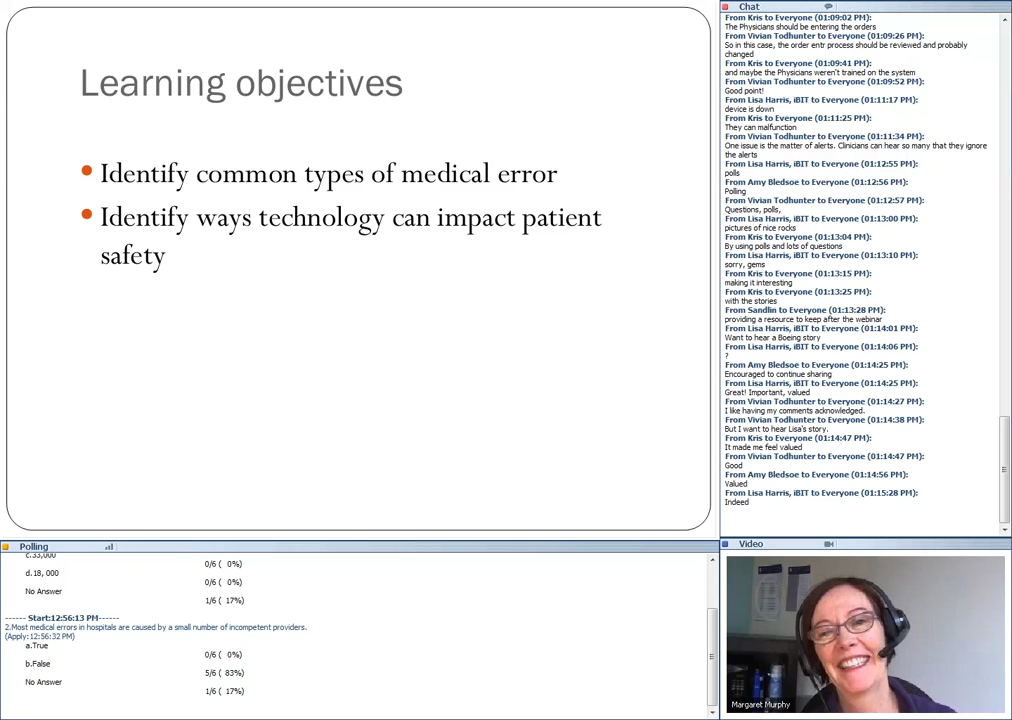 Learning objectives
Identify common types of medical error
Identify ways technology can impact patient
safety
Chat
From Kris to Everyone (01:09:02 PM):
The Physicians should be entering the orders
From Vivian Todhunter to Everyone (01:09:26 PM):
So in this case, the order entr process should be reviewed and probably
changed
From Kris to Everyone (01:09:41 PM):
and maybe the Physicians weren't trained on the system
From Vivian Todhunter to Everyone (01:09:52 PM):
Good point!
From Lisa Harris, iBIT to Everyone (01:11:17 PM):
device is down
From Kris to Everyone (01:11:25 PM):
They can malfunction
From Vivian Todhunter to Everyone (01:11:34 PM):
One issue is the matter of alerts. Clinicians can hear so many that they ignore
the alerts
From Lisa Harris, iBIT to Everyone (01:12:55 PM):
polls
From Amy Bledsoe to Everyone (01:12:56 PM):
Polling
From Vivian Todhunter to Everyone (01:12:57 PM):
Questions, polls,
From Lisa Harris, iBIT to Everyone (01:13:00 PM):
pictures of nice rocks
From Kris to Everyone (01:13:04 PM):
By using polls and lots of questions
From Lisa Harris, iBIT to Everyone (01:13:10 PM):
sorry, gems
From Kris to Everyone (01:13:15 PM):
making it interesting
From Kris to Everyone (01:13:25 PM):
with the stories
From Sandlin to Everyone (01:13:28 PM):
providing a resource to keep after the webinar
From Lisa Harris, iBIT to Everyone (01:14:01 PM):
Want to hear a Boeing story
From Lisa Harris, iBIT to Everyone (01:14:06 PM):
?
From Amy Bledsoe to Everyone (01:14:25 PM):
Encouraged to continue sharing
From Lisa Harris, iBIT to Everyone (01:14:25 PM):
Great! Important, valued
From Vivian Todhunter to Everyone (01:14:27 PM):
I like having my comments acknowledged.
From Vivian Todhunter to Everyone (01:14:38 PM):
But I want to hear Lisa's story.
From Kris to Everyone (01:14:47 PM):
It made me feel valued
From Vivian Todhunter to Everyone (01:14:47 PM):
Good
From Amy Bledsoe to Everyone (01:14:56 PM):
Valued
From Lisa Harris, iBIT to Everyone (01:15:28 PM):
Indeed
Polling
c.33,000
0/6 ( 0%)
d.18, 000
0/6 ( 0%)
No Answer
1/6 ( 17%)
------ Start:12:56:13 PM------
2.Most medical errors in hospitals are caused by a small number of incompetent providers.
(Apply:12:56:32 PM)
a.True
0/6 ( 0%)
b.False
5/6 ( 83%)
No Answer
1/6 ( 17%)
Video
Margaret Murphy